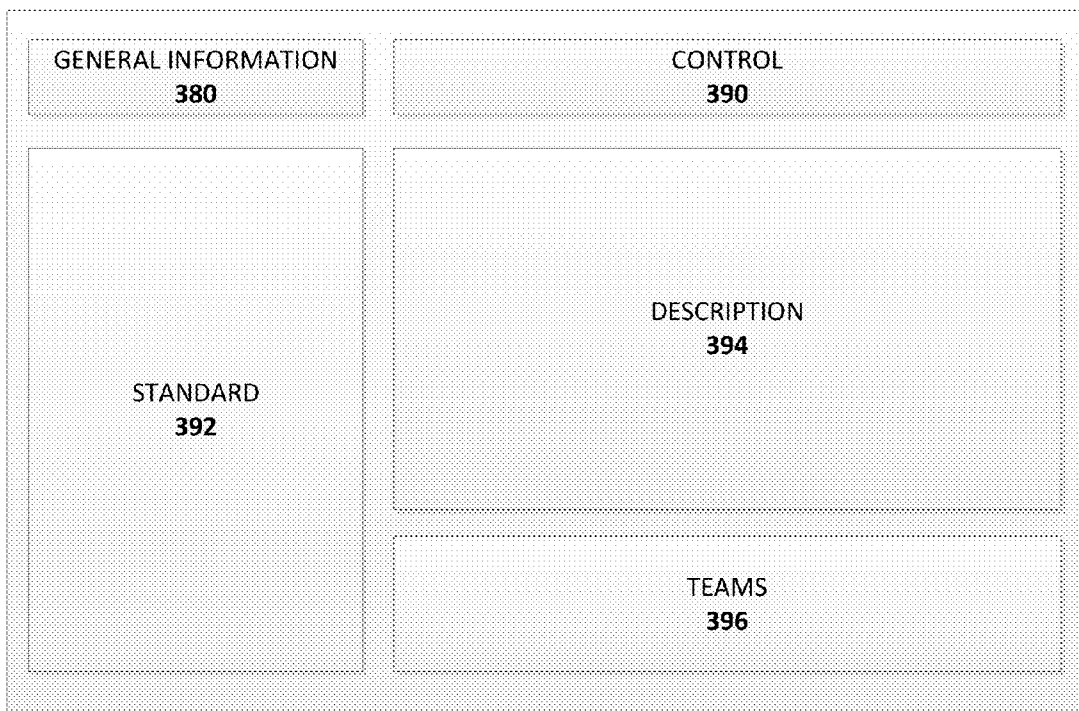 GENERAL INFORMATION
380
CONTROL
390
STANDARD
392
DESCRIPTION
394
TEAMS
396